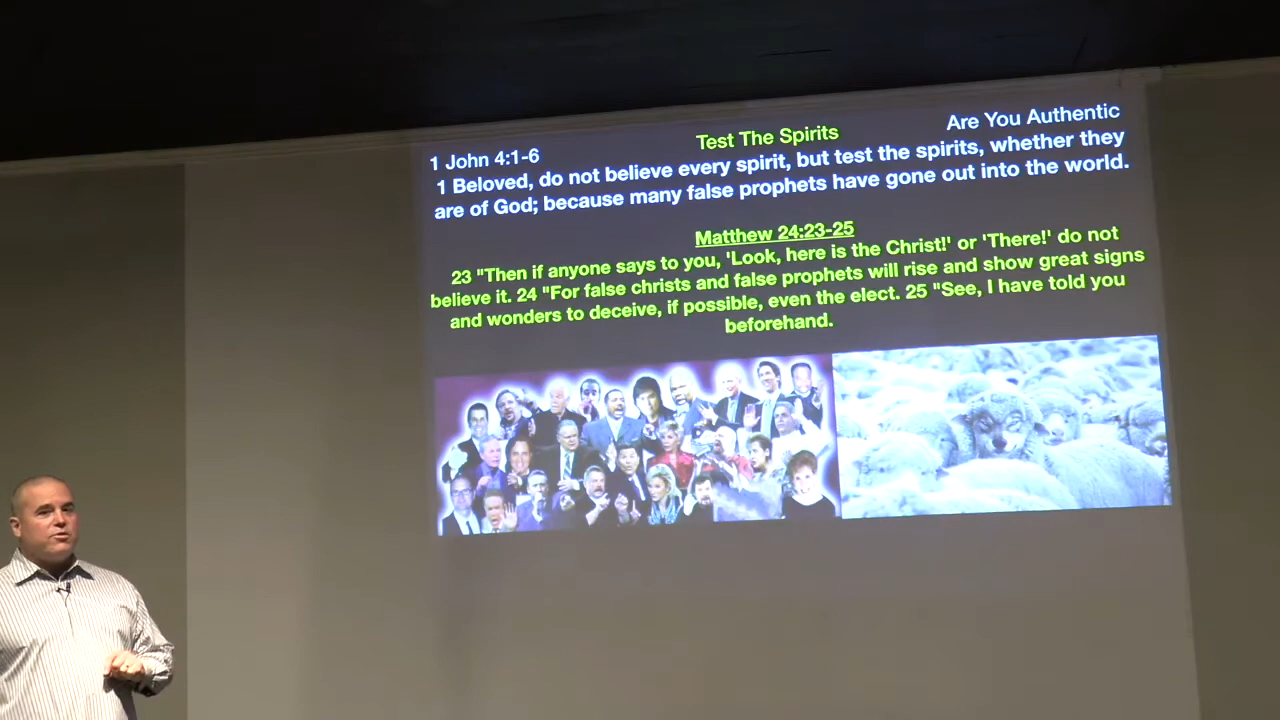 1 John 4:1-6 Test The Spirits Are You Authentic
1 Beloved, do not believe every spirit, but test the spirits, whether they
are of God; because many false prophets have gone out into the world.
Matthew 24:23-25
23 "Then if anyone says to you, 'Look, here is the Christ!' or 'There!' do not
believe it. 24 "For false christs and false prophets will rise and show great signs
and wonders to deceive, if possible, even the elect. 25 "See, I have told you
beforehand.